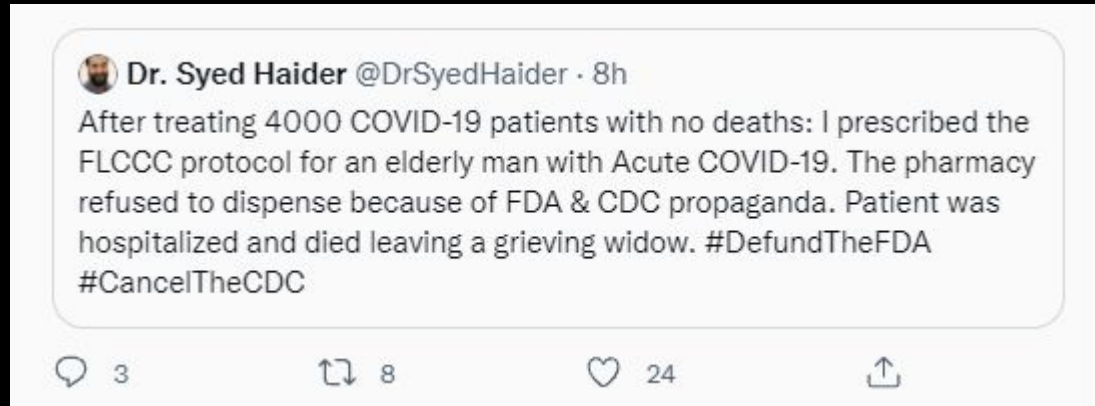 Dr. Syed Haider @DrSyedHaider · 8h
After treating 4000 COVID-19 patients with no deaths: I prescribed the
FLCCC protocol for an elderly man with Acute COVID-19. The pharmacy
refused to dispense because of FDA & CDC propaganda. Patient was
hospitalized and died leaving a grieving widow. #DefundTheFDA
#CancelTheCDC
3 8 24